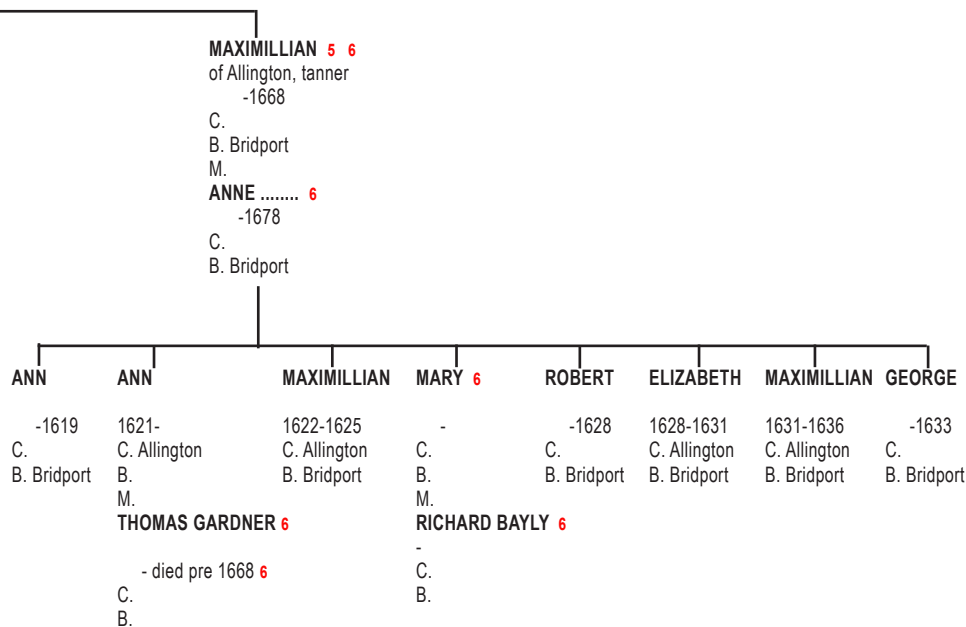 MAXIMILLIAN 5 6
of Allington, tanner
-1668
C.
B. Bridport
M.
ANNE ........ 6
-1678
C.
B. Bridport
ANN
-1619
C.
B. Bridport
ANN
1621-
C. Allington
B.
M.
THOMAS GARDNER 6
- died pre 1668 6
C.
B.
MAXIMILLIAN
1622-1625
C. Allington
B. Bridport
MARY 6
-
C.
B.
M.
RICHARD BAYLY 6
-
C.
B.
ROBERT
-1628
C.
B. Bridport
ELIZABETH
1628-1631
C. Allington
B. Bridport
MAXIMILLIAN
1631-1636
C. Allington
B. Bridport
GEORGE
-1633
C.
B. Bridport